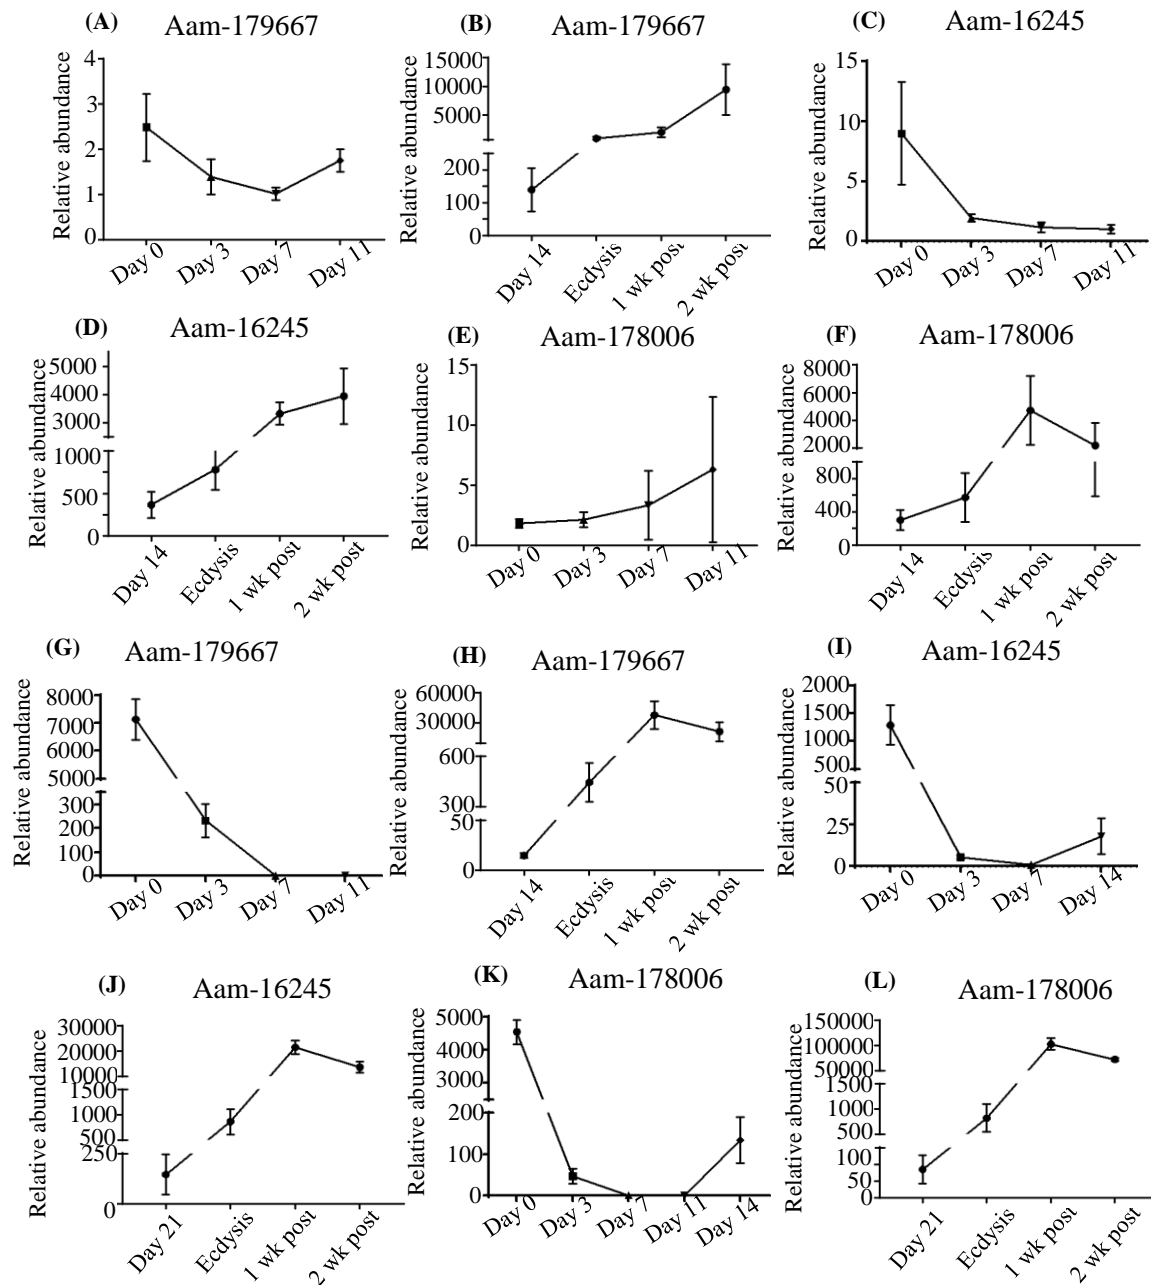 (A) Aam-179667
Relative abundance
4
3
2
1
0
Day 0 Day 3 Day 7 Day 11
(B) Aam-179667
Relative abundance
15000
10000
5000
200
100
0
Day 14 Ecdysis 1 wk post 2 wk post
(C) Aam-16245
Relative abundance
15
10
5
0
Day 0 Day 3 Day 7 Day 11
(D) Aam-16245
Relative abundance
5000
4000
3000
1000
500
0
Day 14 Ecdysis 1 wk post 2 wk post
(E) Aam-178006
Relative abundance
15
10
5
0
Day 0 Day 3 Day 7 Day 11
(F) Aam-178006
Relative abundance
8000
6000
4000
2000
800
400
0
Day 14 Ecdysis 1 wk post 2 wk post
(G) Aam-179667
Relative abundance
8000
7000
6000
5000
300
200
100
0
Day 0 Day 3 Day 7 Day 11
(H) Aam-179667
Relative abundance
60000
30000
600
300
50
0
Day 14 Ecdysis 1 wk post 2 wk post
(I) Aam-16245
Relative abundance
2000
1500
1000
500
50
25
0
Day 0 Day 3 Day 7 Day 14
(J) Aam-16245
Relative abundance
30000
20000
10000
1500
1000
500
250
0
Day 21 Ecdysis 1 wk post 2 wk post
(K) Aam-178006
Relative abundance
5000
4000
3000
2000
200
100
0
Day 0 Day 3 Day 7 Day 11 Day 14
(L) Aam-178006
Relative abundance
150000
100000
50000
1500
1000
500
100
50
0
Day 21 Ecdysis 1 wk post 2 wk post